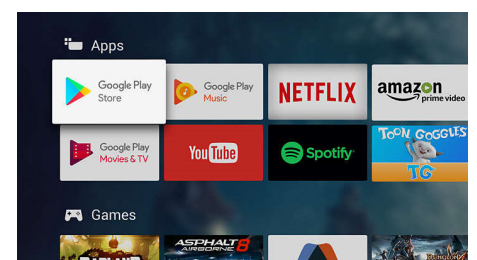 Apps
Google Play
Store
Google Play
Music
NETFLIX
amazon
prime video
Google Play
Movies & TV
YouTube
Spotify
TOON GOGGLES
TG
Games
ASPHALT 8
AIRBORNE